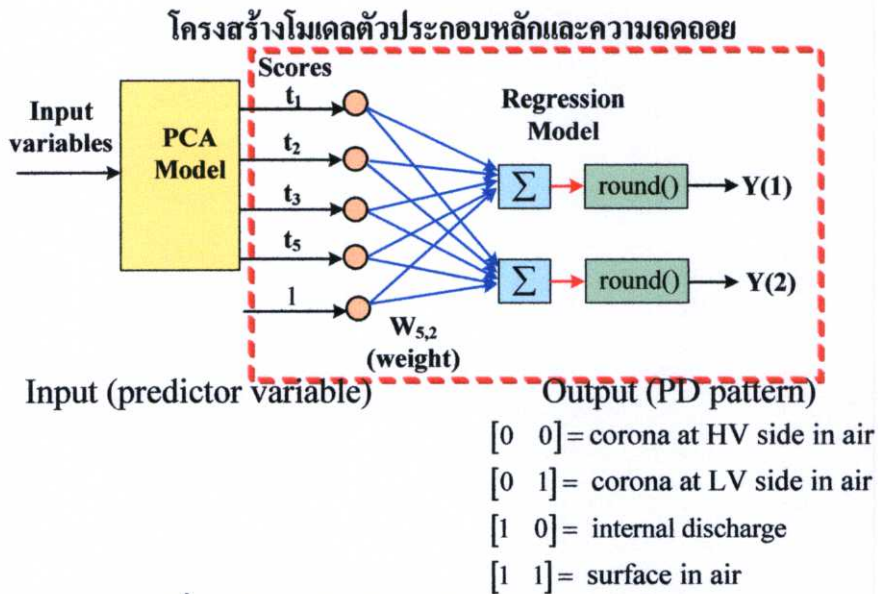 โครงสร้างโมเดลตัวประกอบหลักและความถดถอย
Scores
Input
variables
PCA
Model
t1
t2
t3
t5
1
W5,2
(weight)
Regression
Model
Σ
round()
Y(1)
Σ
round()
Y(2)
Input (predictor variable)
Output (PD pattern)
[0 0]= corona at HV side in air
[0 1]= corona at LV side in air
[1 0]= internal discharge
[1 1]= surface in air